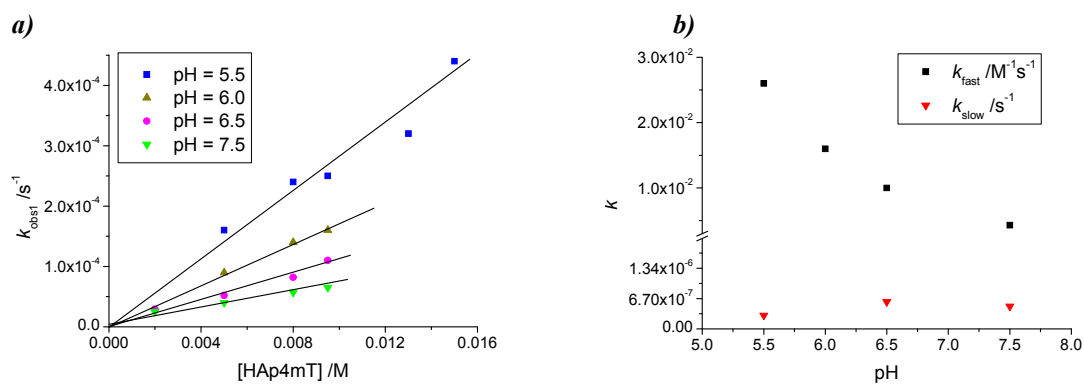 a)
pH = 5.5
pH = 6.0
pH = 6.5
pH = 7.5
4.0x10⁻⁴
3.0x10⁻⁴
2.0x10⁻⁴
1.0x10⁻⁴
0.0
k_obs1 /s⁻¹
0.000 0.004 0.008 0.012 0.016
[HAp4mT] /M
b)
k_fast /M⁻¹s⁻¹
k_slow /s⁻¹
3.0x10⁻²
2.0x10⁻²
1.0x10⁻²
1.34x10⁻⁶
6.70x10⁻⁷
0.00
k
5.0 5.5 6.0 6.5 7.0 7.5 8.0
pH